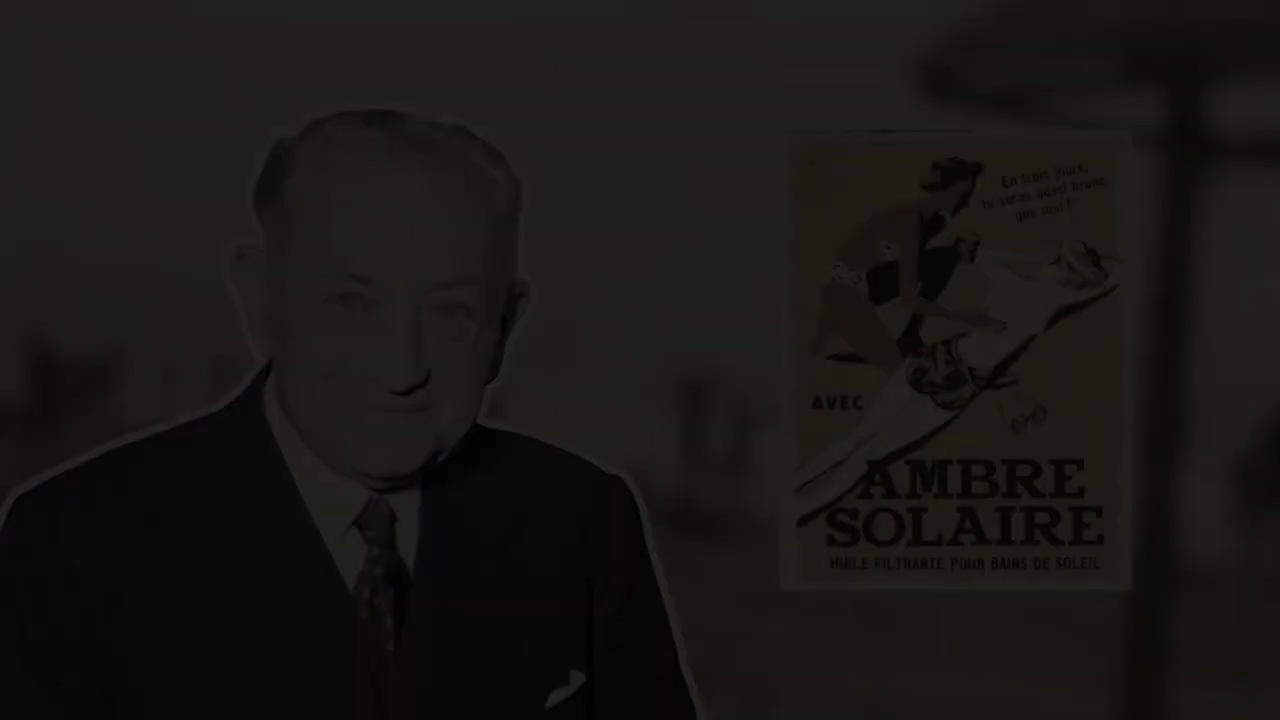 En trois jours,
tu seras aussi brune
que moi!
AVEC
AMBRE
SOLAIRE
HUILE FILTRANTE POUR BAINS DE SOLEIL